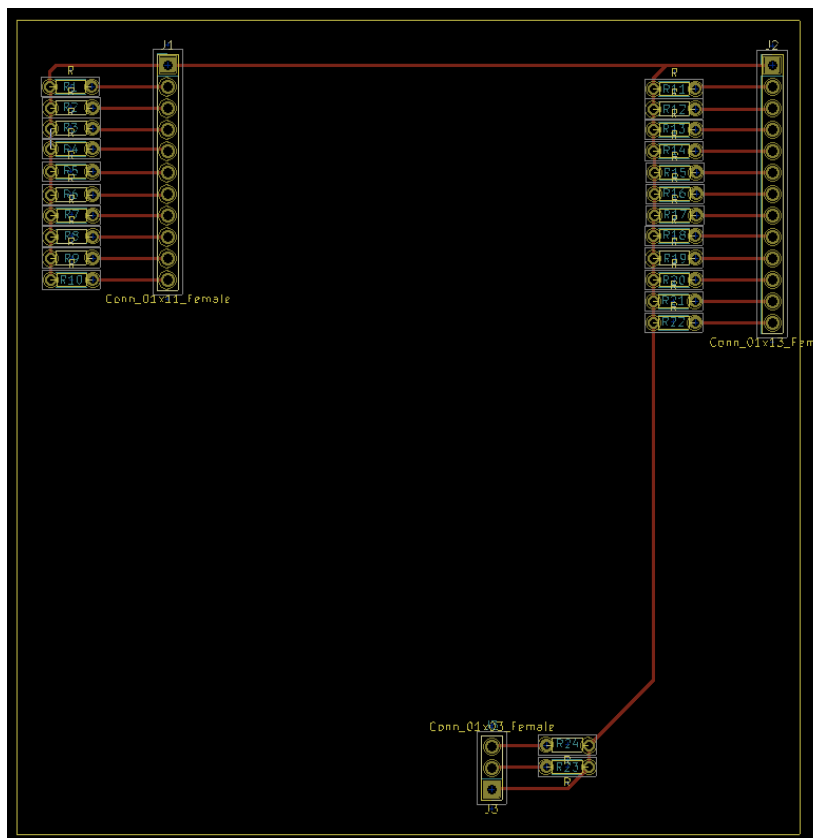 J1
J2
R
R
R1
R11
R
R
R2
R12
R
R
R3
R13
R
R
R4
R14
R
R
R5
R15
R
R
R6
R16
R
R
R7
R17
R
R
R8
R18
R
R
R9
R19
R
R
R10
R20
R
Conn_01x11_Female
R21
R
R22
Conn_01x13_Fem
Conn_01x03_Female
R24
R
R23
R
J3